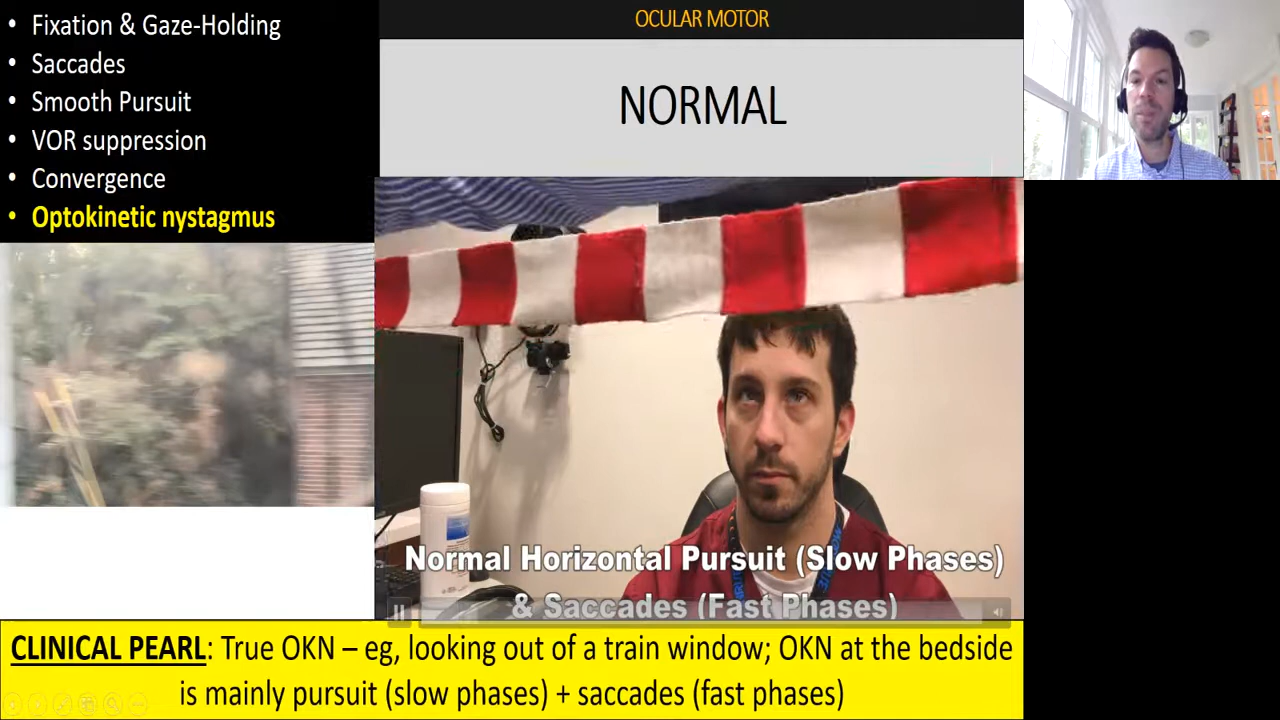 • Fixation & Gaze-Holding
• Saccades
• Smooth Pursuit
• VOR suppression
• Convergence
• Optokinetic nystagmus
OCULAR MOTOR
NORMAL
Normal Horizontal Pursuit (Slow Phases)
& Saccades (Fast Phases)
CLINICAL PEARL: True OKN – eg, looking out of a train window; OKN at the bedside
is mainly pursuit (slow phases) + saccades (fast phases)